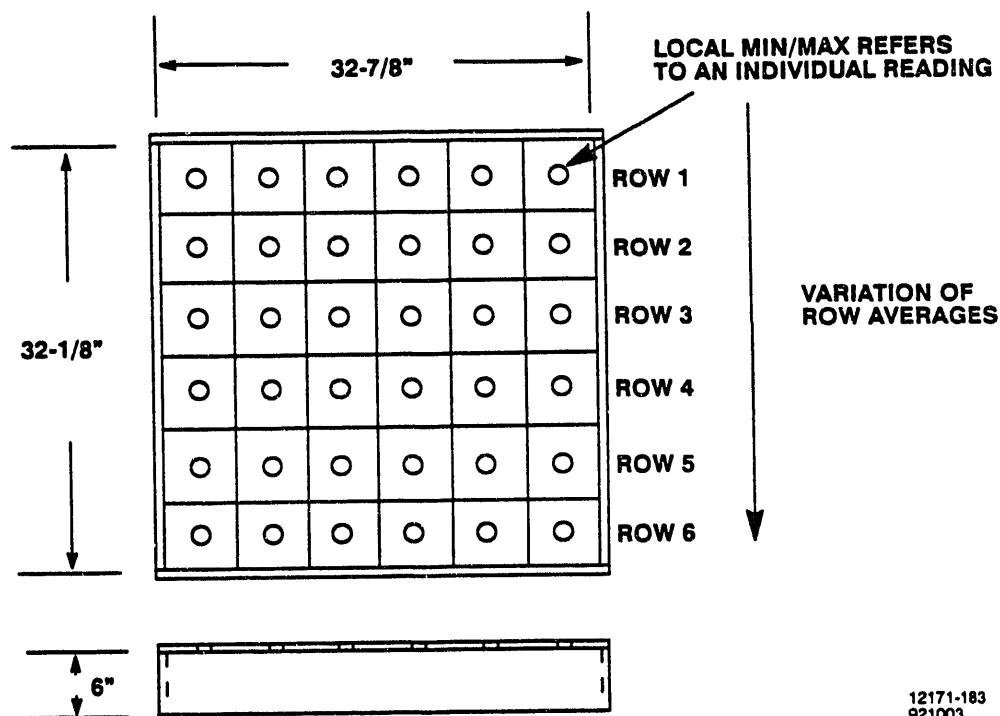 32-7/8"
LOCAL MIN/MAX REFERS
TO AN INDIVIDUAL READING
ROW 1
ROW 2
ROW 3
ROW 4
ROW 5
ROW 6
32-1/8"
VARIATION OF
ROW AVERAGES
6"
12171-183
921003